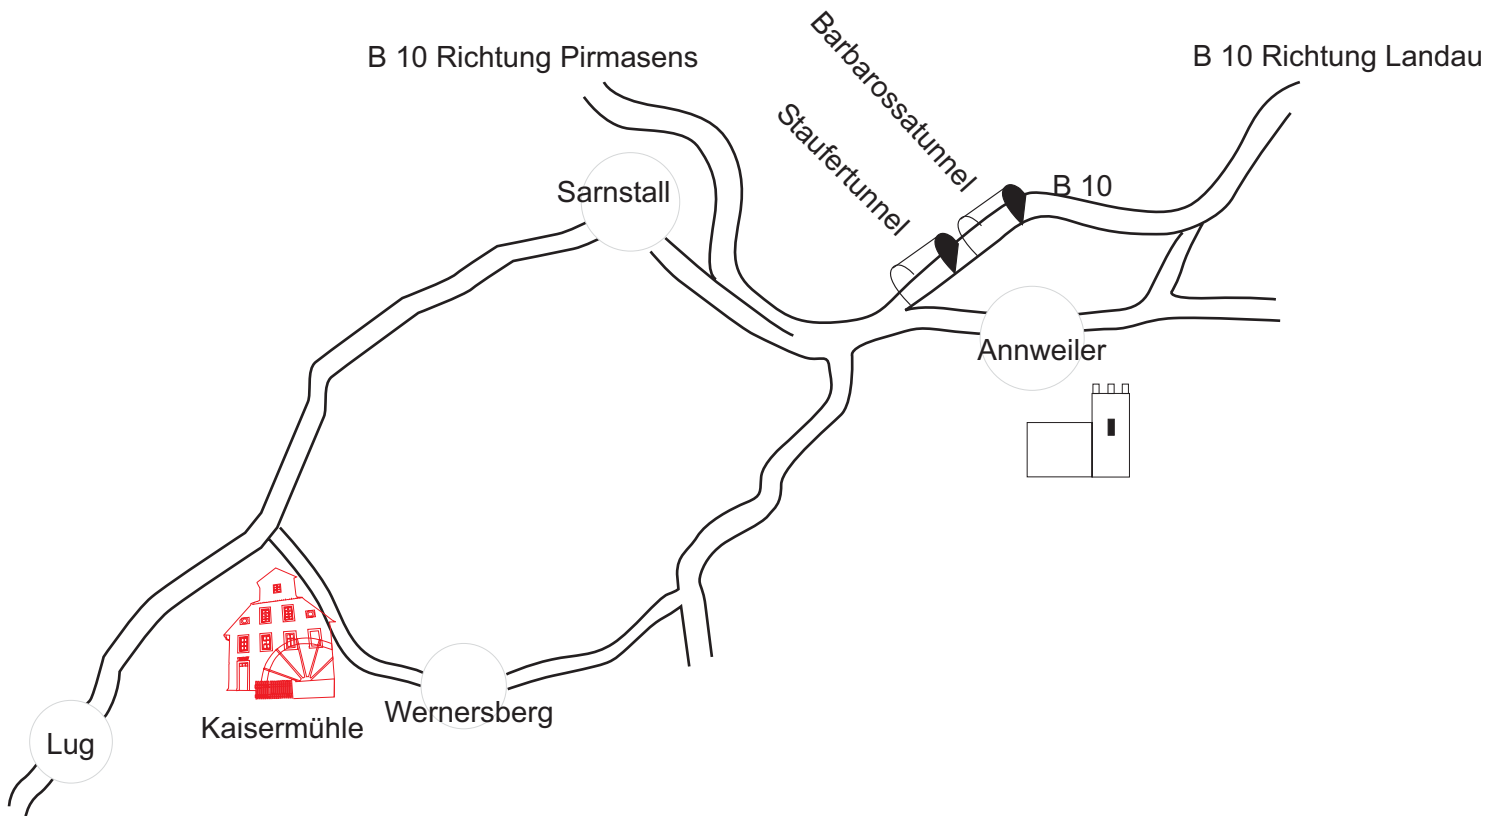 B 10 Richtung Pirmasens
Barbarossatunnel
B 10 Richtung Landau
Staufertunnel
Sarnstall
B 10
Annweiler
Kaisermühle
Wernersberg
Lug